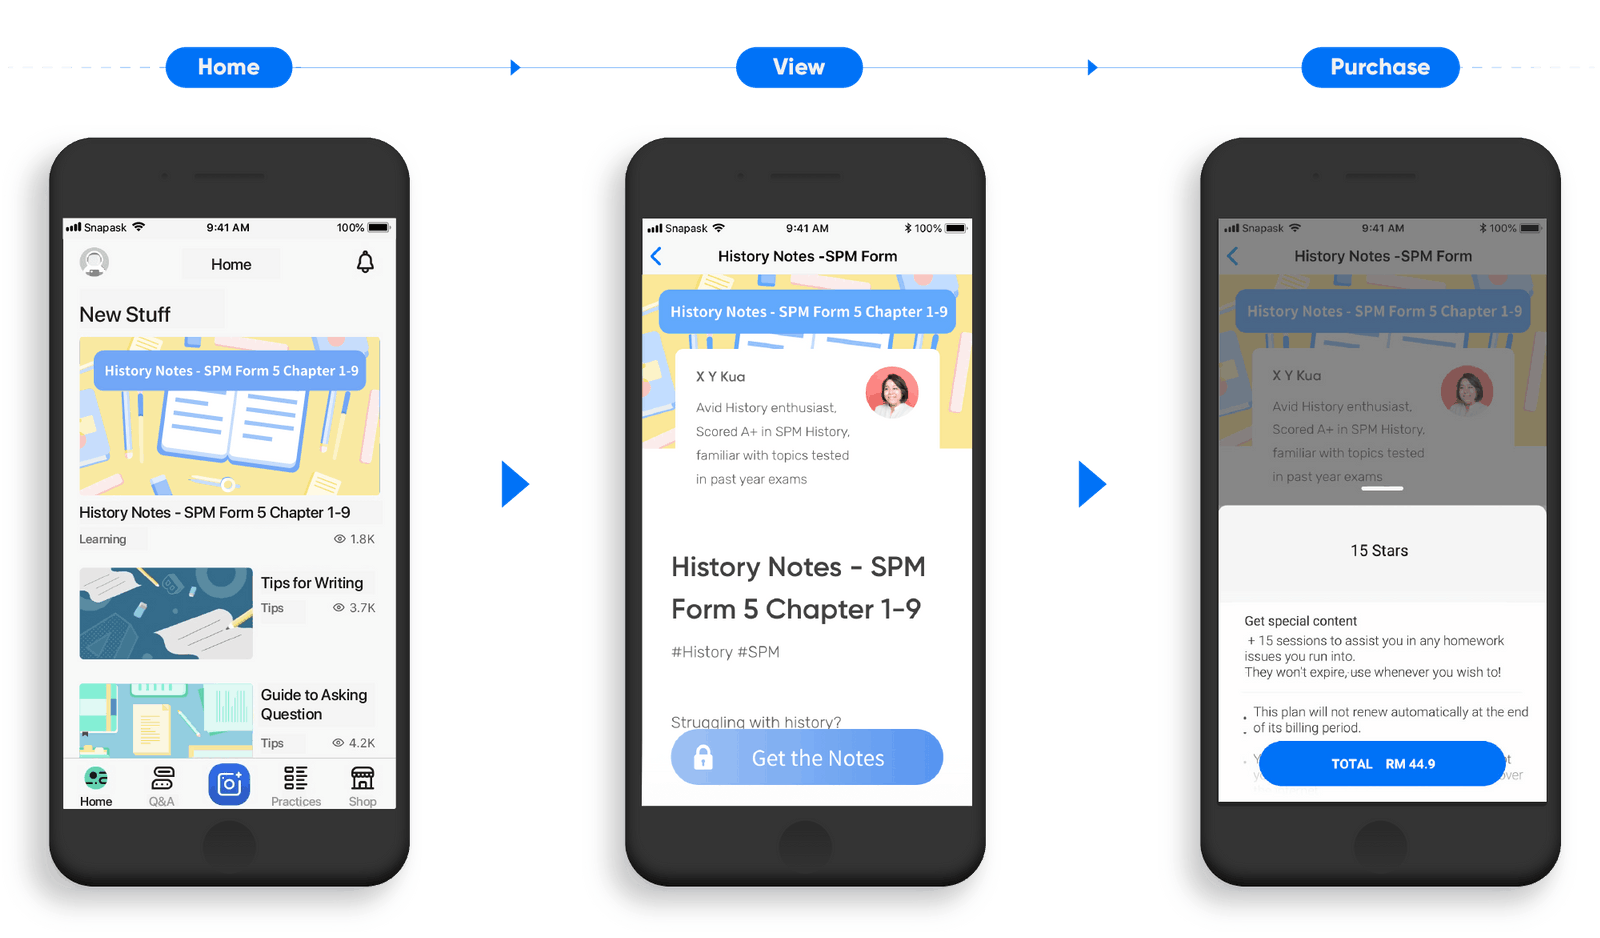 Home
View
Purchase
Snapask 9:41 AM 100%
Home
New Stuff
History Notes - SPM Form 5 Chapter 1-9
History Notes - SPM Form 5 Chapter 1-9
Learning 1.8K
Tips for Writing
Tips 3.7K
Guide to Asking
Question
Tips 4.2K
Home Q&A Practices Shop
Snapask 9:41 AM 100%
History Notes -SPM Form
History Notes - SPM Form 5 Chapter 1-9
X Y Kua
Avid History enthusiast,
Scored A+ in SPM History,
familiar with topics tested
in past year exams
History Notes - SPM
Form 5 Chapter 1-9
#History #SPM
Struggling with history?
Get the Notes
Snapask 9:41 AM 100%
History Notes -SPM Form
History Notes - SPM Form 5 Chapter 1-9
X Y Kua
Avid History enthusiast,
Scored A+ in SPM History,
familiar with topics tested
in past year exams
15 Stars
Get special content
+ 15 sessions to assist you in any homework
issues you run into.
They won't expire, use whenever you wish to!
This plan will not renew automatically at the end
of its billing period.
TOTAL RM 44.9